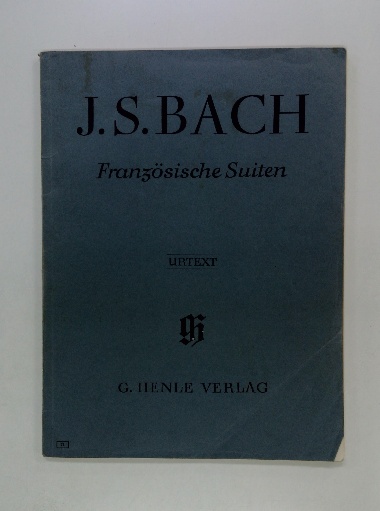 J. S. BACH
Französische Suiten
URTEXT
G. HENLE VERLAG